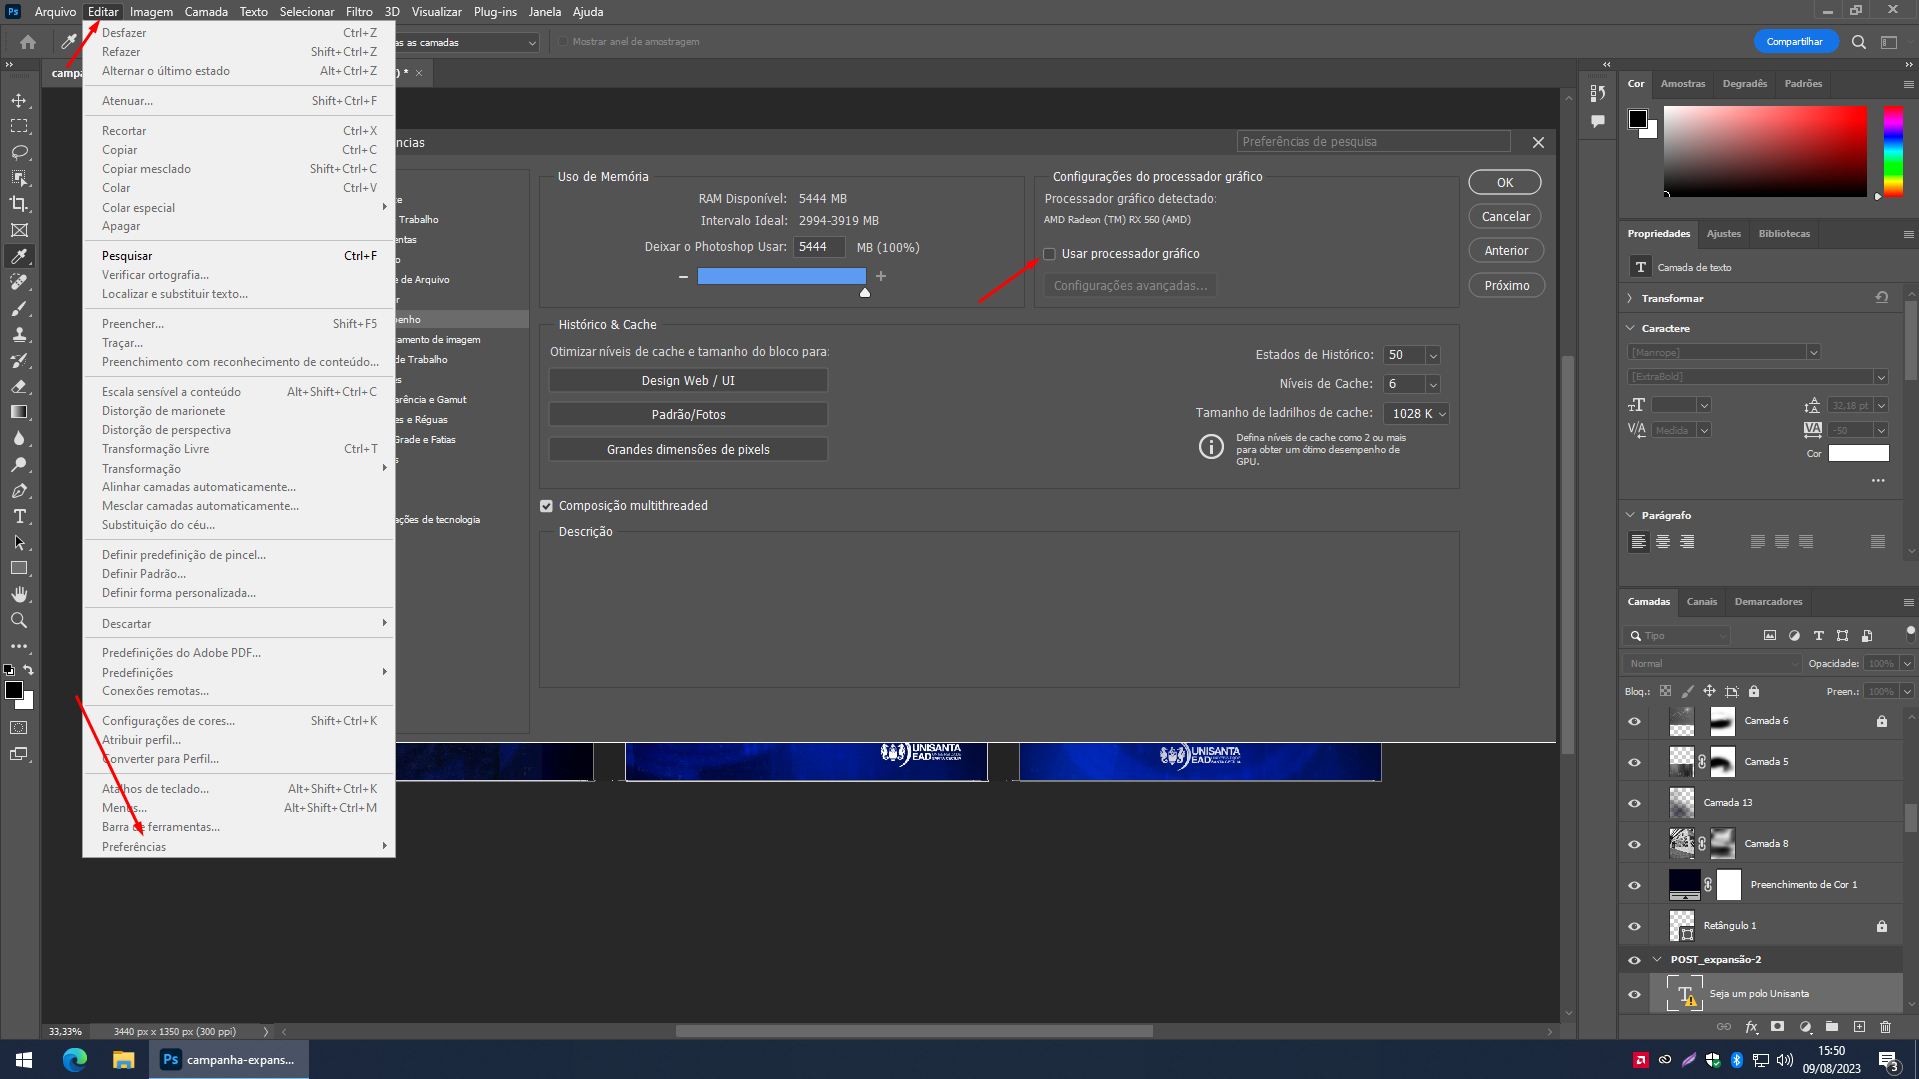 Ps Arquivo Editar Imagem Camada Texto Selecionar Filtro 3D Visualizar Plug-ins Janela Ajuda
as as camadas Mostrar anel de amostragem Compartilhar
campa ) * ×
Desfazer Ctrl+Z
Refazer Shift+Ctrl+Z
Alternar o último estado Alt+Ctrl+Z
Atenuar... Shift+Ctrl+F
Recortar Ctrl+X
Copiar Ctrl+C
Copiar mesclado Shift+Ctrl+C
Colar Ctrl+V
Colar especial
Apagar
Pesquisar Ctrl+F
Verificar ortografia...
Localizar e substituir texto...
Preencher... Shift+F5
Traçar...
Preenchimento com reconhecimento de conteúdo...
Escala sensível a conteúdo Alt+Shift+Ctrl+C
Distorção de marionete
Distorção de perspectiva
Transformação Livre Ctrl+T
Transformação
Alinhar camadas automaticamente...
Mesclar camadas automaticamente...
Substituição do céu...
Definir predefinição de pincel...
Definir Padrão...
Definir forma personalizada...
Descartar
Predefinições do Adobe PDF...
Predefinições
Conexões remotas...
Configurações de cores... Shift+Ctrl+K
Atribuir perfil...
Converter para Perfil...
Atalhos de teclado... Alt+Shift+Ctrl+K
Menus... Alt+Shift+Ctrl+M
Barra de ferramentas...
Preferências
ncias Preferências de pesquisa
te
Trabalho
entas
o
e de Arquivo
r
penho
samento de imagem
de Trabalho
es
arência e Gamut
es e Réguas
Grade e Fatias
s
ações de tecnologia
Uso de Memória
RAM Disponível: 5444 MB
Intervalo Ideal: 2994-3919 MB
Deixar o Photoshop Usar: 5444 MB (100%)
Configurações do processador gráfico
Processador gráfico detectado:
AMD Radeon (TM) RX 560 (AMD)
Usar processador gráfico
Configurações avançadas...
OK
Cancelar
Anterior
Próximo
Histórico & Cache
Otimizar níveis de cache e tamanho do bloco para:
Design Web / UI
Padrão/Fotos
Grandes dimensões de pixels
Estados de Histórico: 50
Níveis de Cache: 6
Tamanho de ladrilhos de cache: 1028 K
Defina níveis de cache como 2 ou mais
para obter um ótimo desempenho de
GPU.
Composição multithreaded
Descrição
UNISANTA
EAD SANTA CECÍLIA
UNISANTA
EAD SANTA CECÍLIA
Cor Amostras Degradês Padrões
Propriedades Ajustes Bibliotecas
T Camada de texto
Transformar
Caractere
[Manrope]
[ExtraBold]
32,18 pt
Medida -50
Cor
Parágrafo
Camadas Canais Demarcadores
Tipo
Normal Opacidade: 100%
Bloq.: Preen.: 100%
Camada 6
Camada 5
Camada 13
Camada 8
Preenchimento de Cor 1
Retângulo 1
POST_expansão-2
Seja um polo Unisanta
33,33% 3440 px x 1350 px (300 ppi)
Ps campanha-expans...
15:50
09/08/2023
3